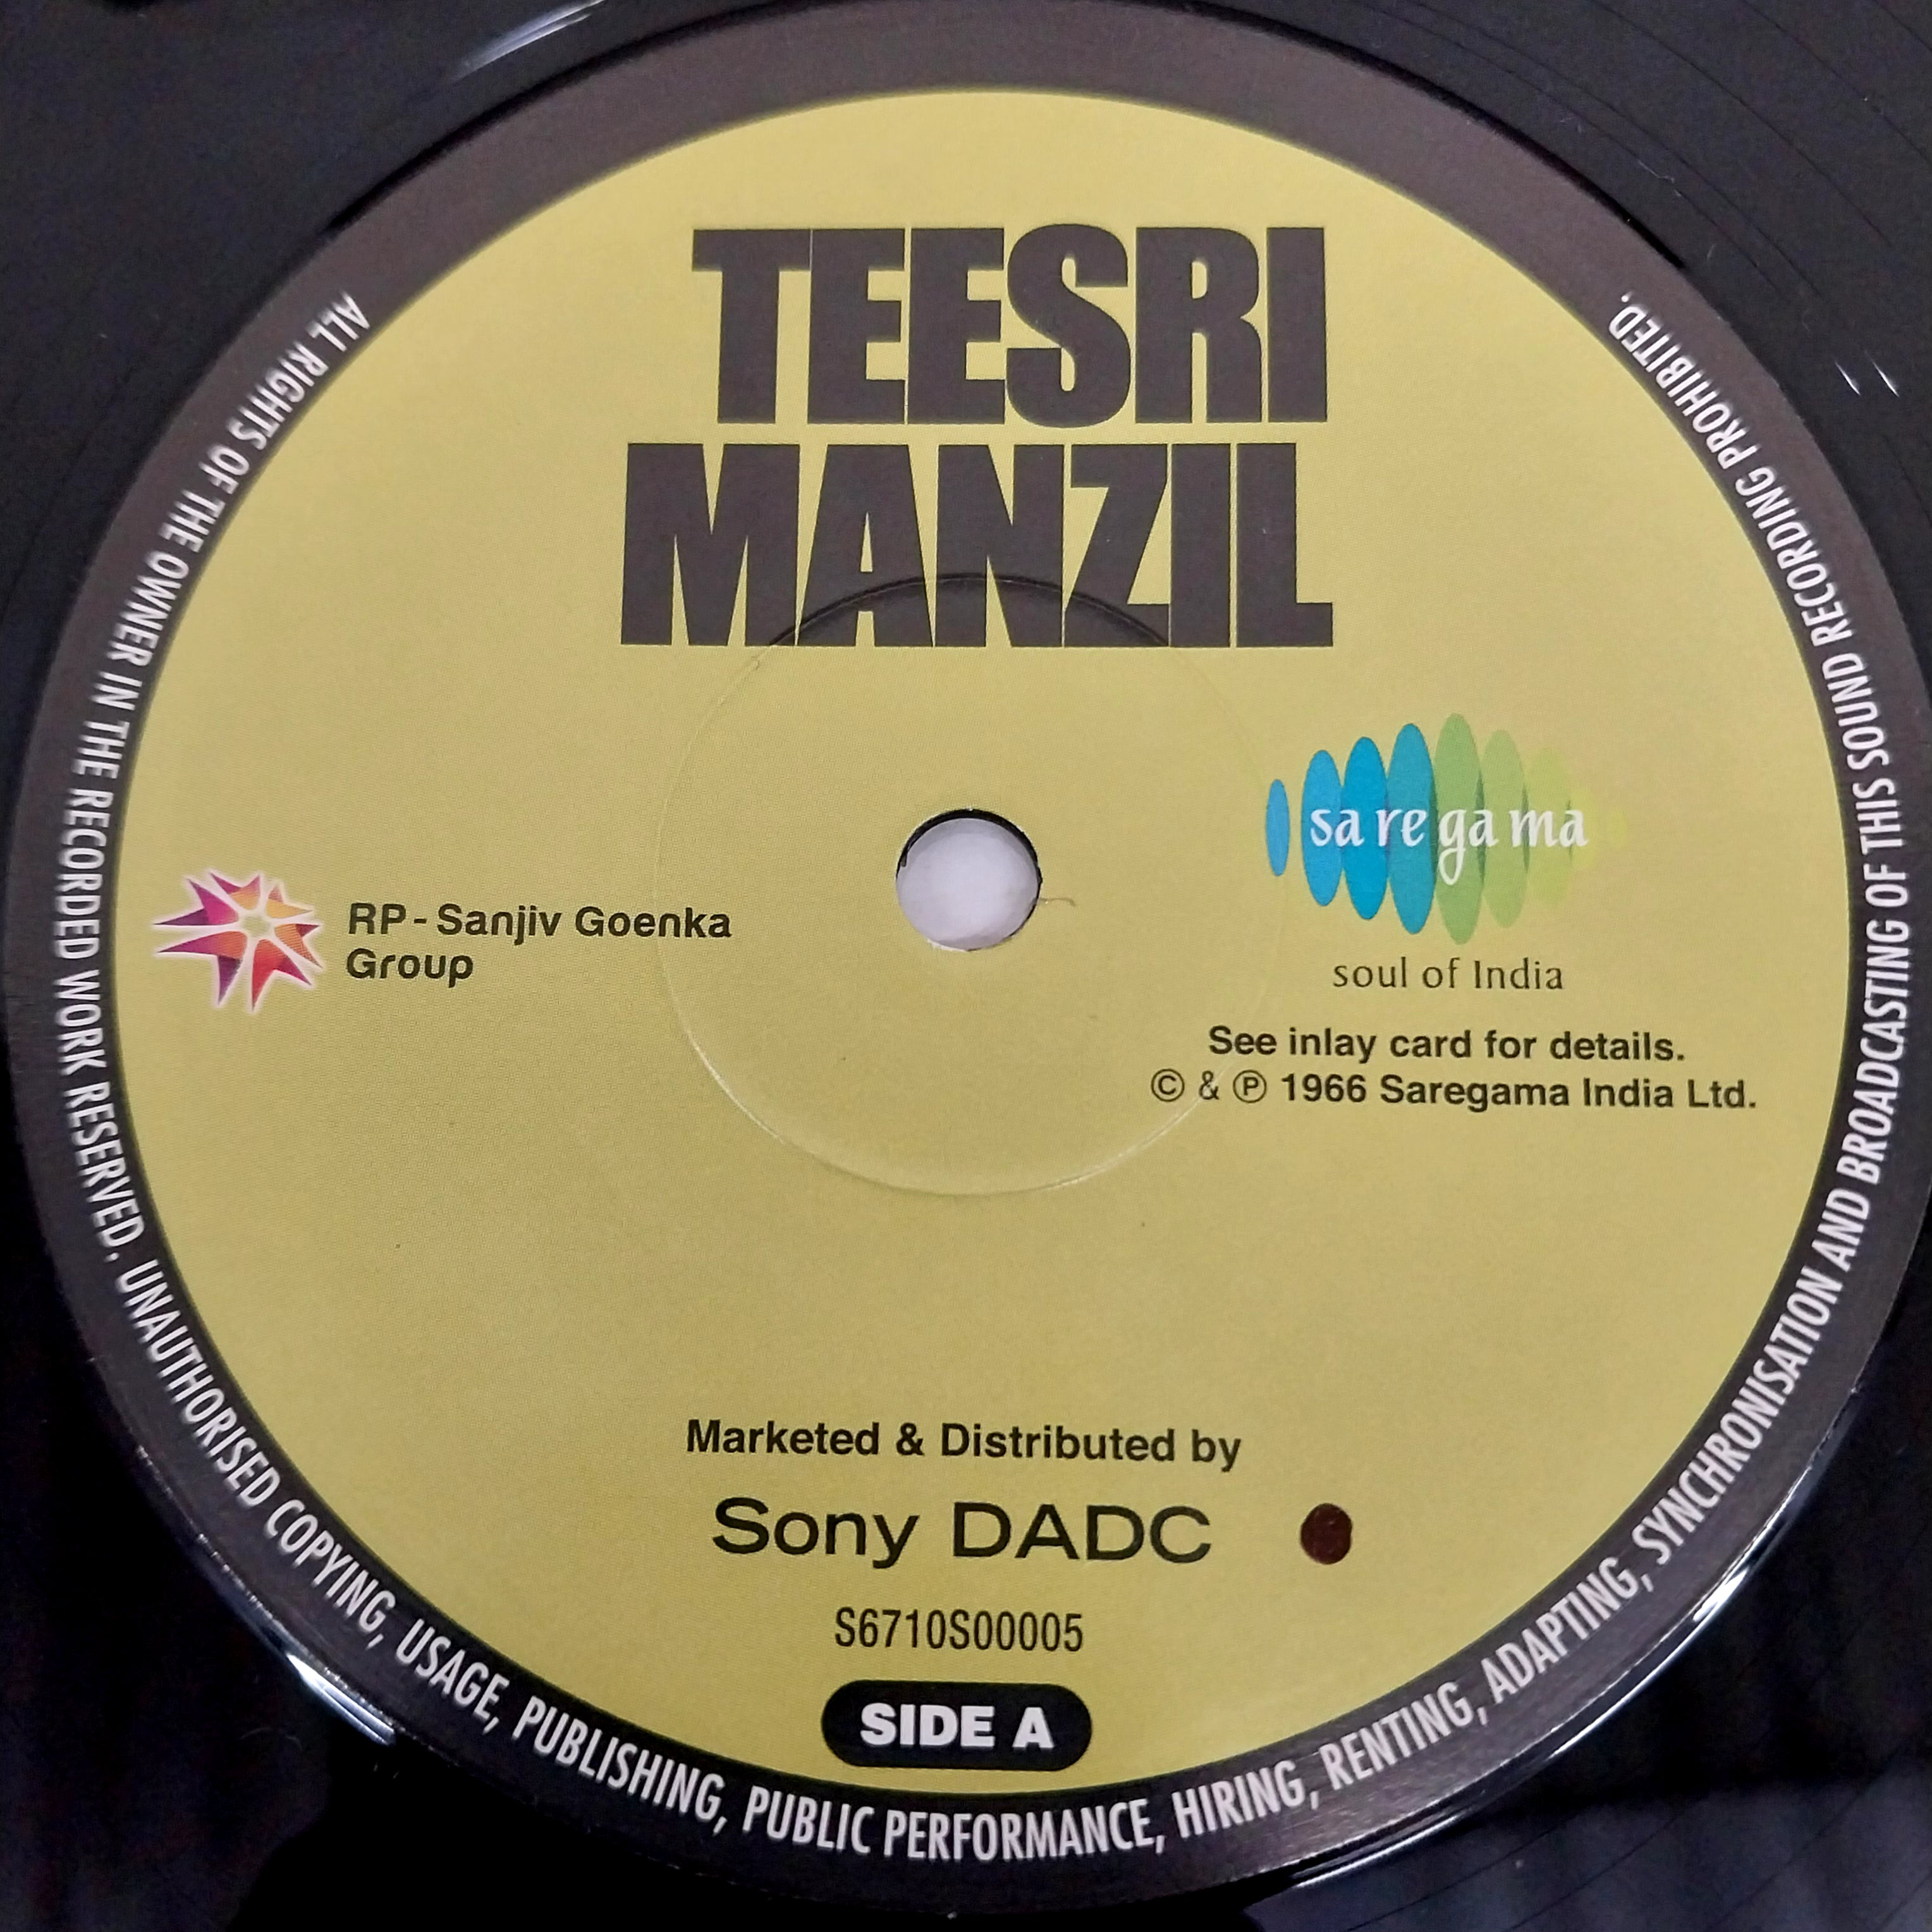 TEESRI
MANZIL
sa re ga ma
soul of India
RP-Sanjiv Goenka
Group
See inlay card for details.
© & ℗ 1966 Saregama India Ltd.
Marketed & Distributed by
Sony DADC
S6710S00005
SIDE A
ALL RIGHTS OF THE OWNER IN THE RECORDED WORK RESERVED. UNAUTHORISED COPYING, USAGE, PUBLISHING, PUBLIC PERFORMANCE, HIRING, RENTING, ADAPTING, SYNCHRONISATION AND BROADCASTING OF THIS SOUND RECORDING PROHIBITED.